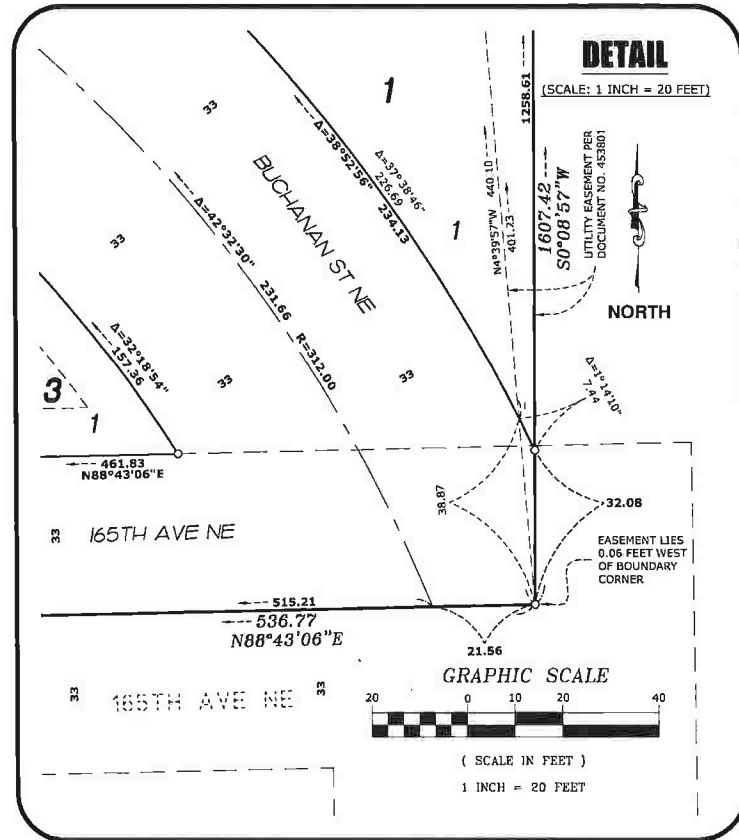 DETAIL
(SCALE: 1 INCH = 20 FEET)
1
1258.61
33
Δ=38°52'56"
234.13
Δ=37°38'46"
226.69
BUCHANAN ST NE
N4°39'57"W 440.10
401.23
1607.42
S0°08'57"W
UTILITY EASEMENT PER
DOCUMENT NO. 453801
NORTH
1
33
Δ=42°32'30"
231.66
R=312.00
33
33
Δ=32°18'54"
157.36
3
1
Δ=1°14'10"
7.44
461.83
N88°43'06"E
38.87
32.08
33
165TH AVE NE
EASEMENT LIES
0.06 FEET WEST
OF BOUNDARY
CORNER
515.21
536.77
N88°43'06"E
21.56
33
165TH AVE NE
33
GRAPHIC SCALE
20 0 10 20 40
( SCALE IN FEET )
1 INCH = 20 FEET